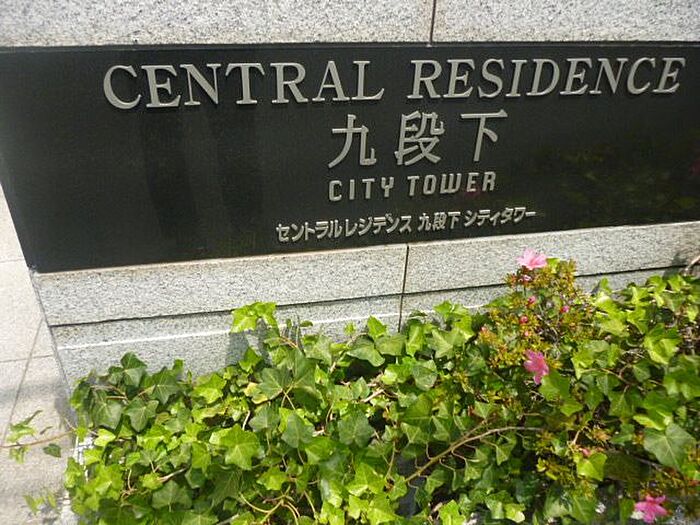 CENTRAL RESIDENCE
九段下
CITY TOWER
セントラルレジデンス 九段下 シティタワー